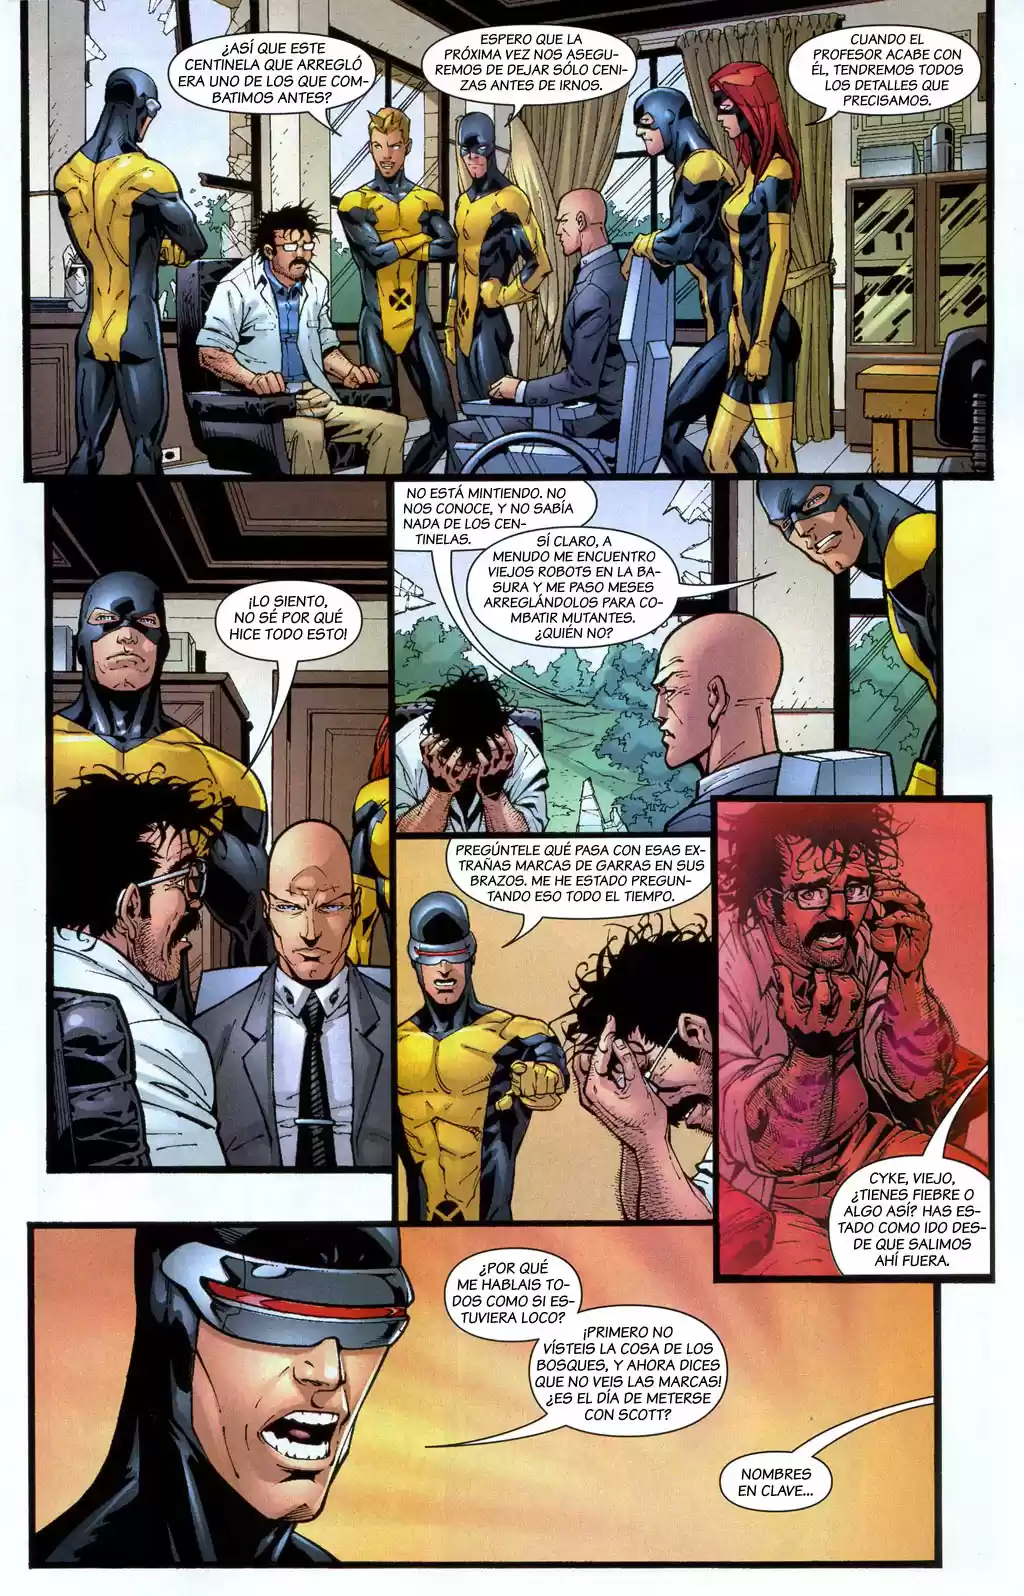 ¿ASÍ QUE ESTE
CENTINELA QUE ARREGLÓ
ERA UNO DE LOS QUE COM-
BATIMOS ANTES?
ESPERO QUE LA
PRÓXIMA VEZ NOS ASEGU-
REMOS DE DEJAR SÓLO CENI-
ZAS ANTES DE IRNOS.
CUANDO EL
PROFESOR ACABE CON
ÉL, TENDREMOS TODOS
LOS DETALLES QUE
PRECISAMOS.
¡LO SIENTO,
NO SÉ POR QUÉ
HICE TODO ESTO!
NO ESTÁ MINTIENDO. NO
NOS CONOCE, Y NO SABÍA
NADA DE LOS CEN-
TINELAS.
SÍ CLARO, A
MENUDO ME ENCUENTRO
VIEJOS ROBOTS EN LA BA-
SURA Y ME PASO MESES
ARREGLÁNDOLOS PARA CO-
MBATIR MUTANTES.
¿QUIÉN NO?
PREGÚNTELE QUÉ PASA CON ESAS EX-
TRAÑAS MARCAS DE GARRAS EN SUS
BRAZOS. ME HE ESTADO PREGUN-
TANDO ESO TODO EL TIEMPO.
CYKE, VIEJO,
¿TIENES FIEBRE O
ALGO ASÍ? HAS ES-
TADO COMO IDO DES-
DE QUE SALIMOS
AHÍ FUERA.
¿POR QUÉ
ME HABLAIS TO-
DOS COMO SI ES-
TUVIERA LOCO?
¡PRIMERO NO
VÍSTEIS LA COSA DE LOS
BOSQUES, Y AHORA DICES
QUE NO VEIS LAS MARCAS!
¿ES EL DÍA DE METERSE
CON SCOTT?
NOMBRES
EN CLAVE...